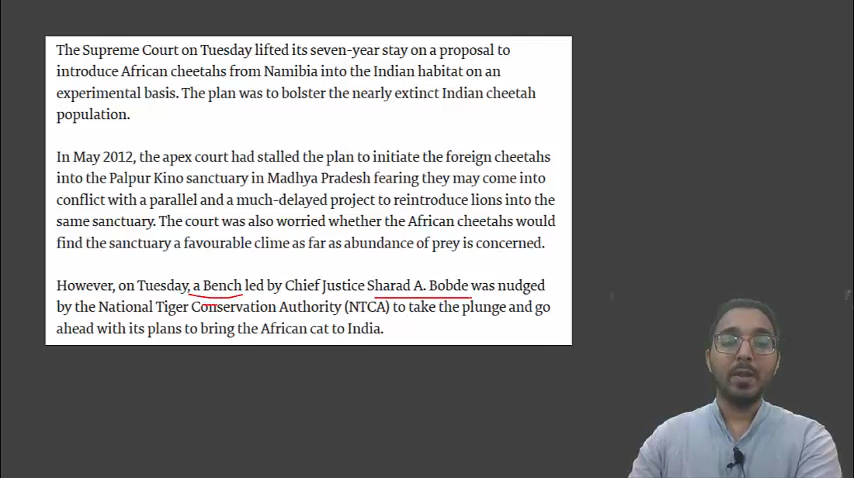 The Supreme Court on Tuesday lifted its seven-year stay on a proposal to
introduce African cheetahs from Namibia into the Indian habitat on an
experimental basis. The plan was to bolster the nearly extinct Indian cheetah
population.
In May 2012, the apex court had stalled the plan to initiate the foreign cheetahs
into the Palpur Kino sanctuary in Madhya Pradesh fearing they may come into
conflict with a parallel and a much-delayed project to reintroduce lions into the
same sanctuary. The court was also worried whether the African cheetahs would
find the sanctuary a favourable clime as far as abundance of prey is concerned.
However, on Tuesday, a Bench led by Chief Justice Sharad A. Bobde was nudged
by the National Tiger Conservation Authority (NTCA) to take the plunge and go
ahead with its plans to bring the African cat to India.